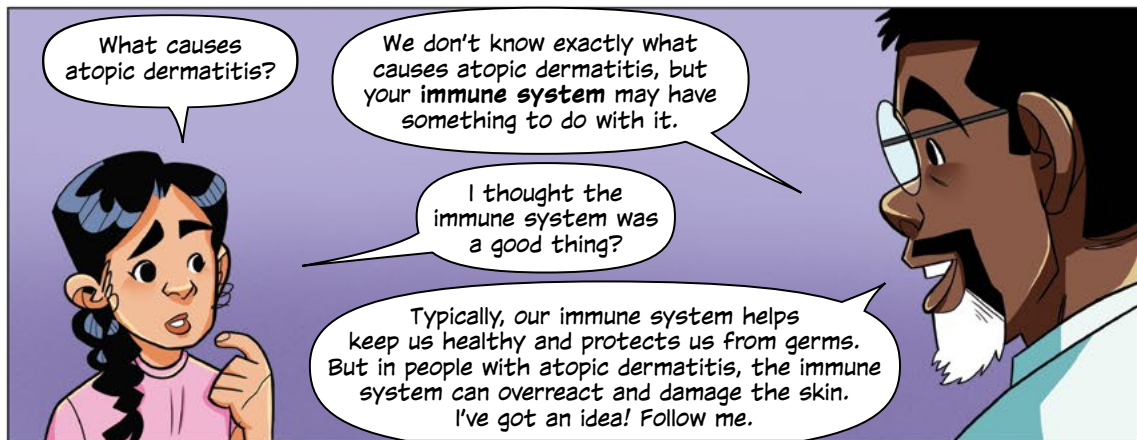 What causes
atopic dermatitis?
We don't know exactly what
causes atopic dermatitis, but
your immune system may have
something to do with it.
I thought the
immune system was
a good thing?
Typically, our immune system helps
keep us healthy and protects us from germs.
But in people with atopic dermatitis, the immune
system can overreact and damage the skin.
I've got an idea! Follow me.